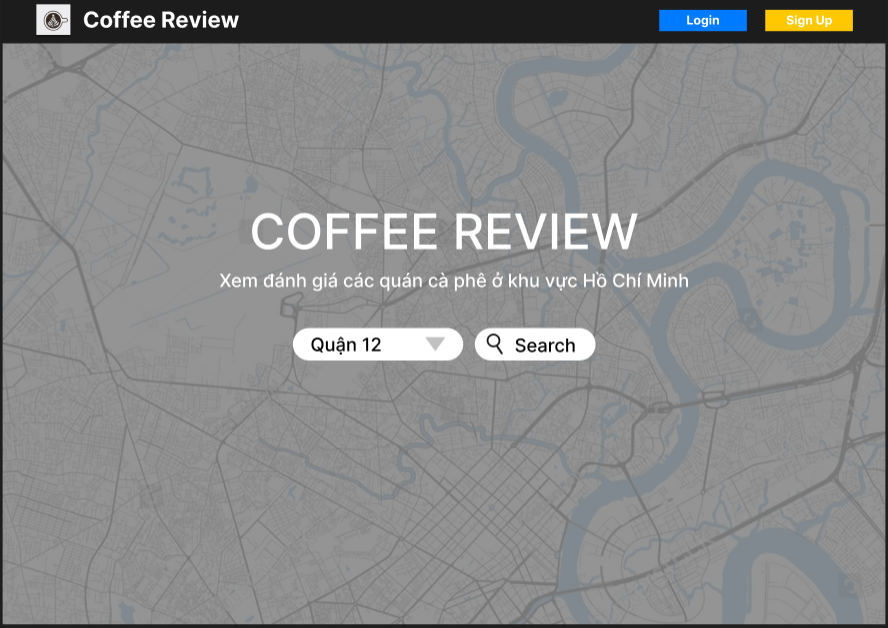 Coffee Review
Login
Sign Up
COFFEE REVIEW
Xem đánh giá các quán cà phê ở khu vực Hồ Chí Minh
Quận 12
Search